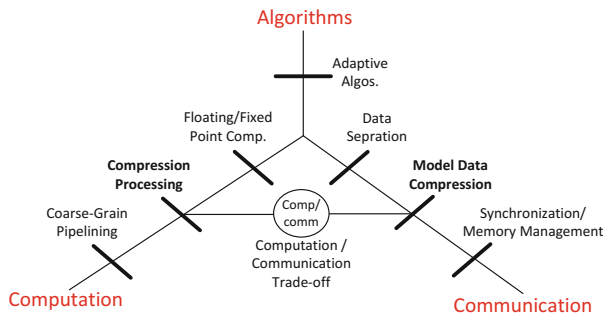 Algorithms
Adaptive
Algos.
Floating/Fixed
Point Comp.
Data
Sepration
Compression
Processing
Model Data
Compression
Coarse-Grain
Pipelining
Comp/
comm
Synchronization/
Memory Management
Computation /
Communication
Trade-off
Computation
Communication